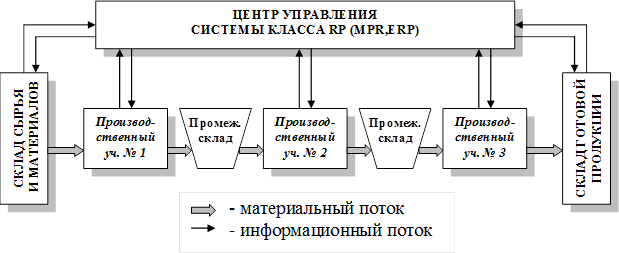 ЦЕНТР УПРАВЛЕНИЯ
СИСТЕМЫ КЛАССА RP (MPR,ERP)
СКЛАД СЫРЬЯ
И МАТЕРИАЛОВ
Производ-
ственный
уч. № 1
Промеж.
склад
Производ-
ственный
уч. № 2
Промеж.
склад
Производ-
ственный
уч. № 3
СКЛАД ГОТОВОЙ
ПРОДУКЦИИ
- материальный поток
- информационный поток